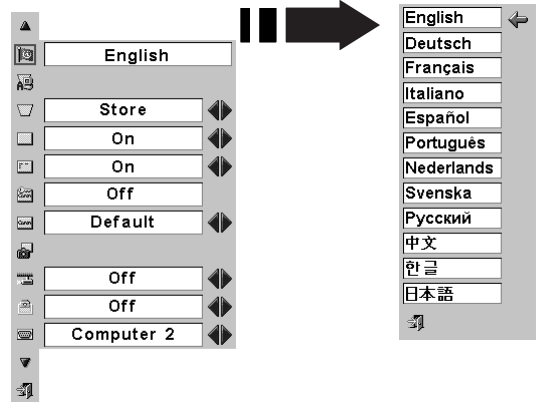 English
Store
On
On
Off
Default
Off
Off
Computer 2
English
Deutsch
Français
Italiano
Español
Português
Nederlands
Svenska
Русский
中文
한글
日本語